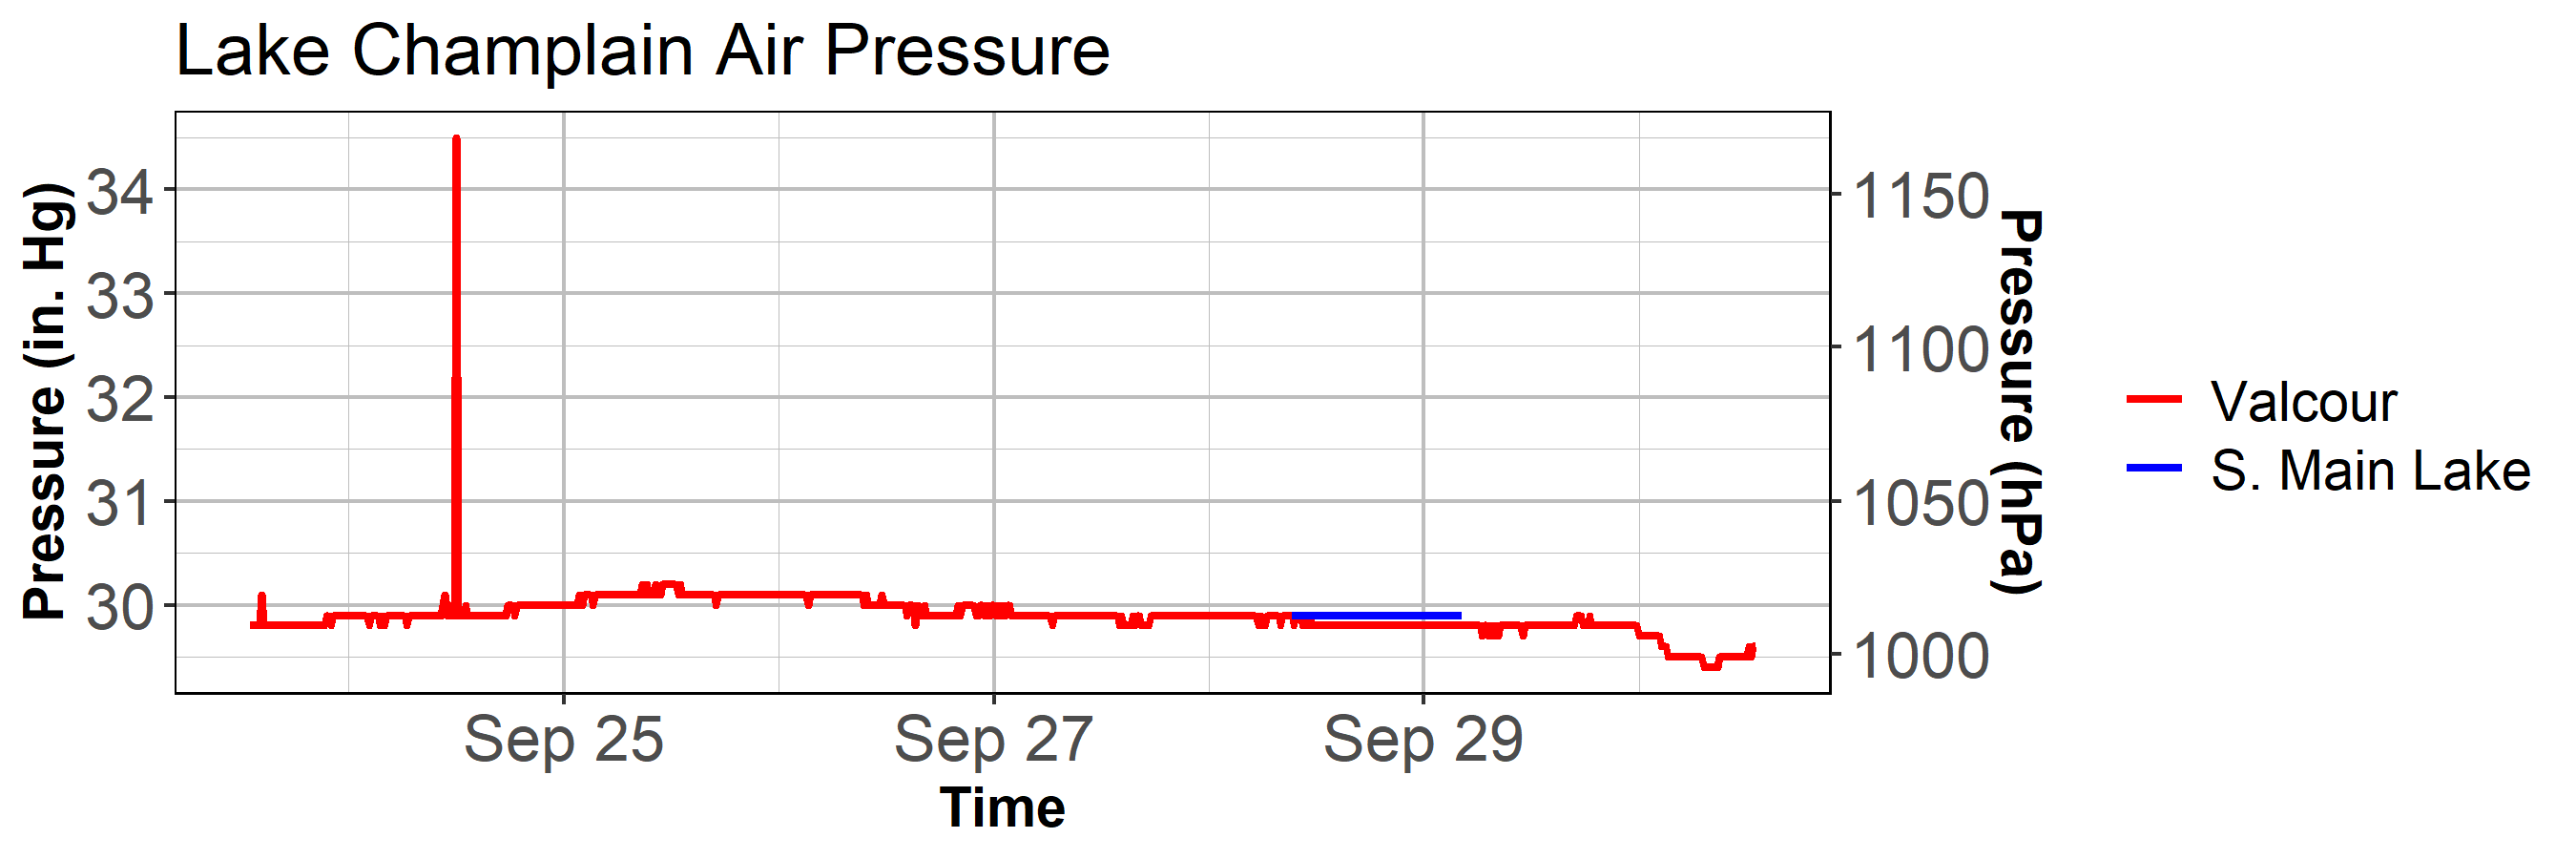 Lake Champlain Air Pressure
Pressure (in. Hg)
34
33
32
31
30
1150
1100
1050
1000
Pressure (hPa)
Valcour
S. Main Lake
Sep 25
Sep 27
Sep 29
Time